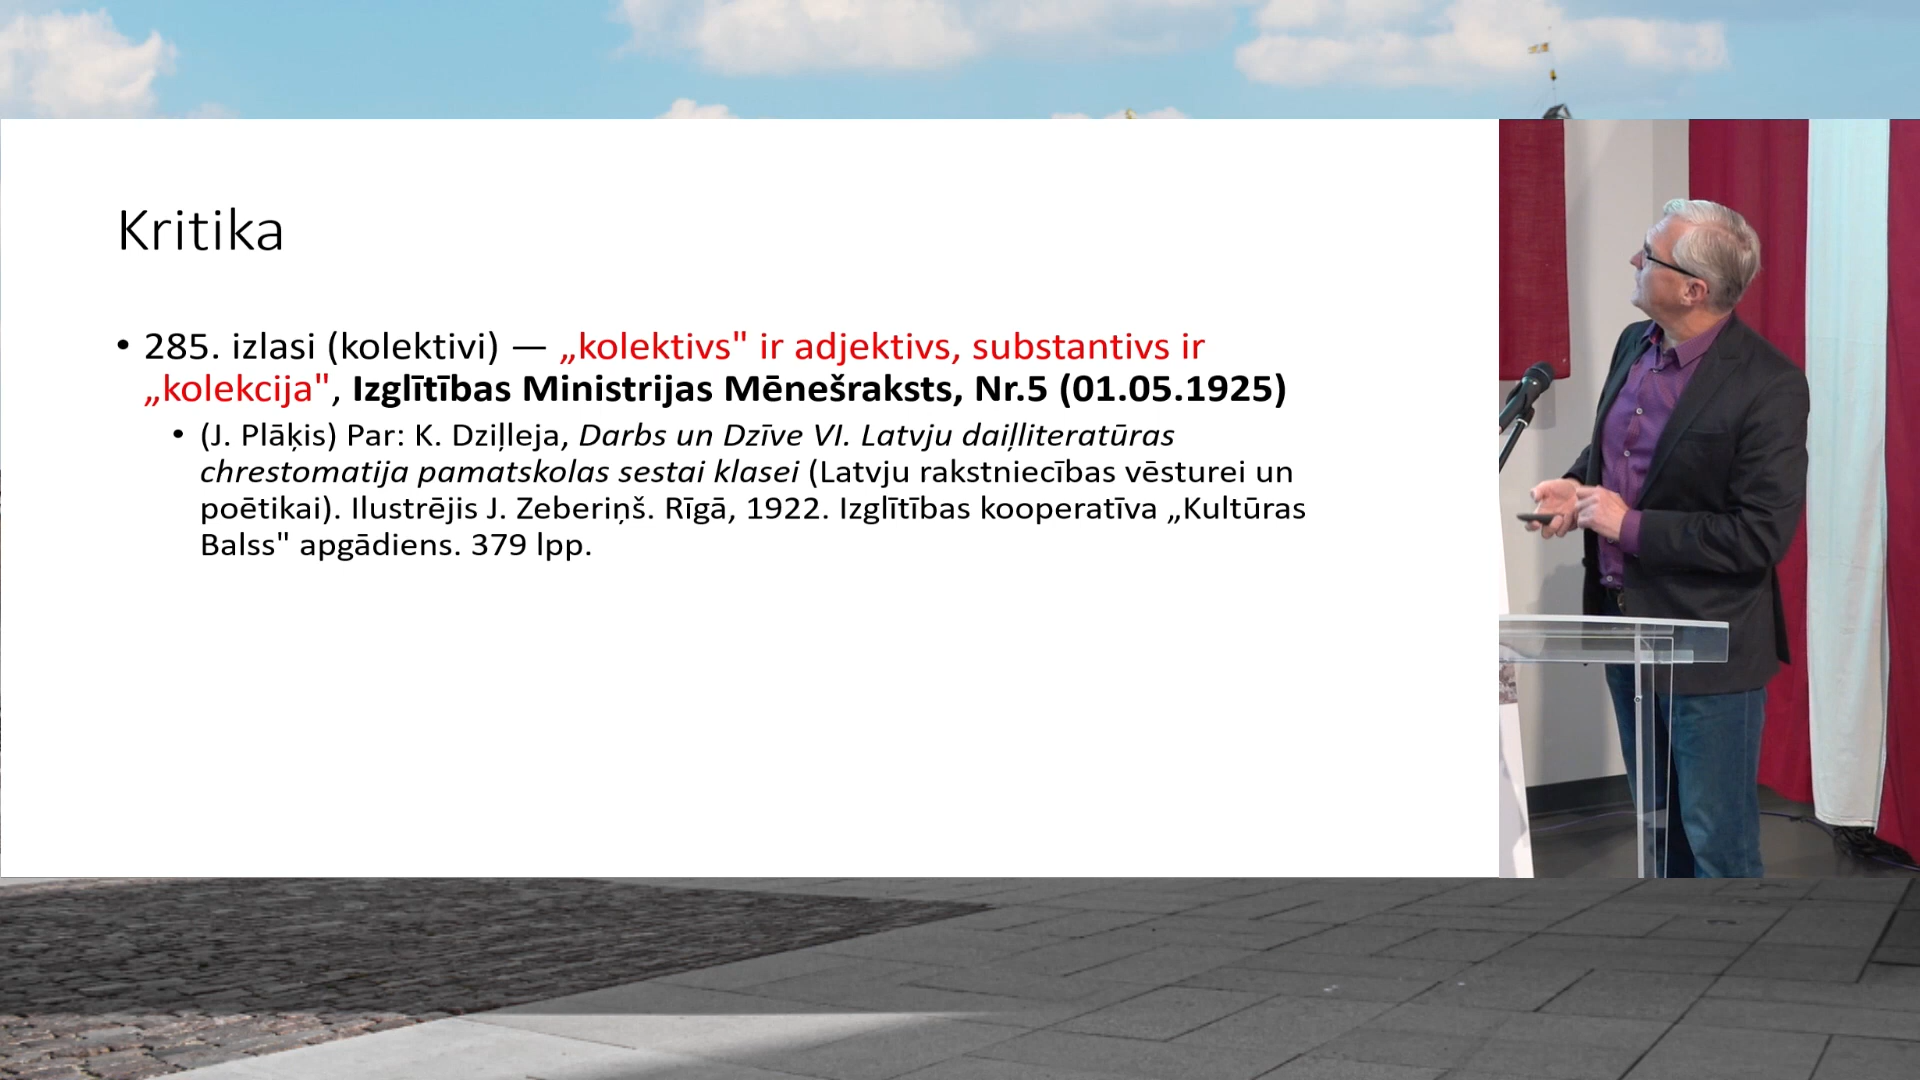 Kritika
• 285. izlasi (kolektivi) — „kolektivs" ir adjektivs, substantivs ir
„kolekcija", Izglītības Ministrijas Mēnešraksts, Nr.5 (01.05.1925)
• (J. Plāķis) Par: K. Dziļleja, Darbs un Dzīve VI. Latvju daiļliteratūras
chrestomatija pamatskolas sestai klasei (Latvju rakstniecības vēsturei un
poētikai). Ilustrējis J. Zeberiņš. Rīgā, 1922. Izglītības kooperatīva „Kultūras
Balss" apgādiens. 379 lpp.